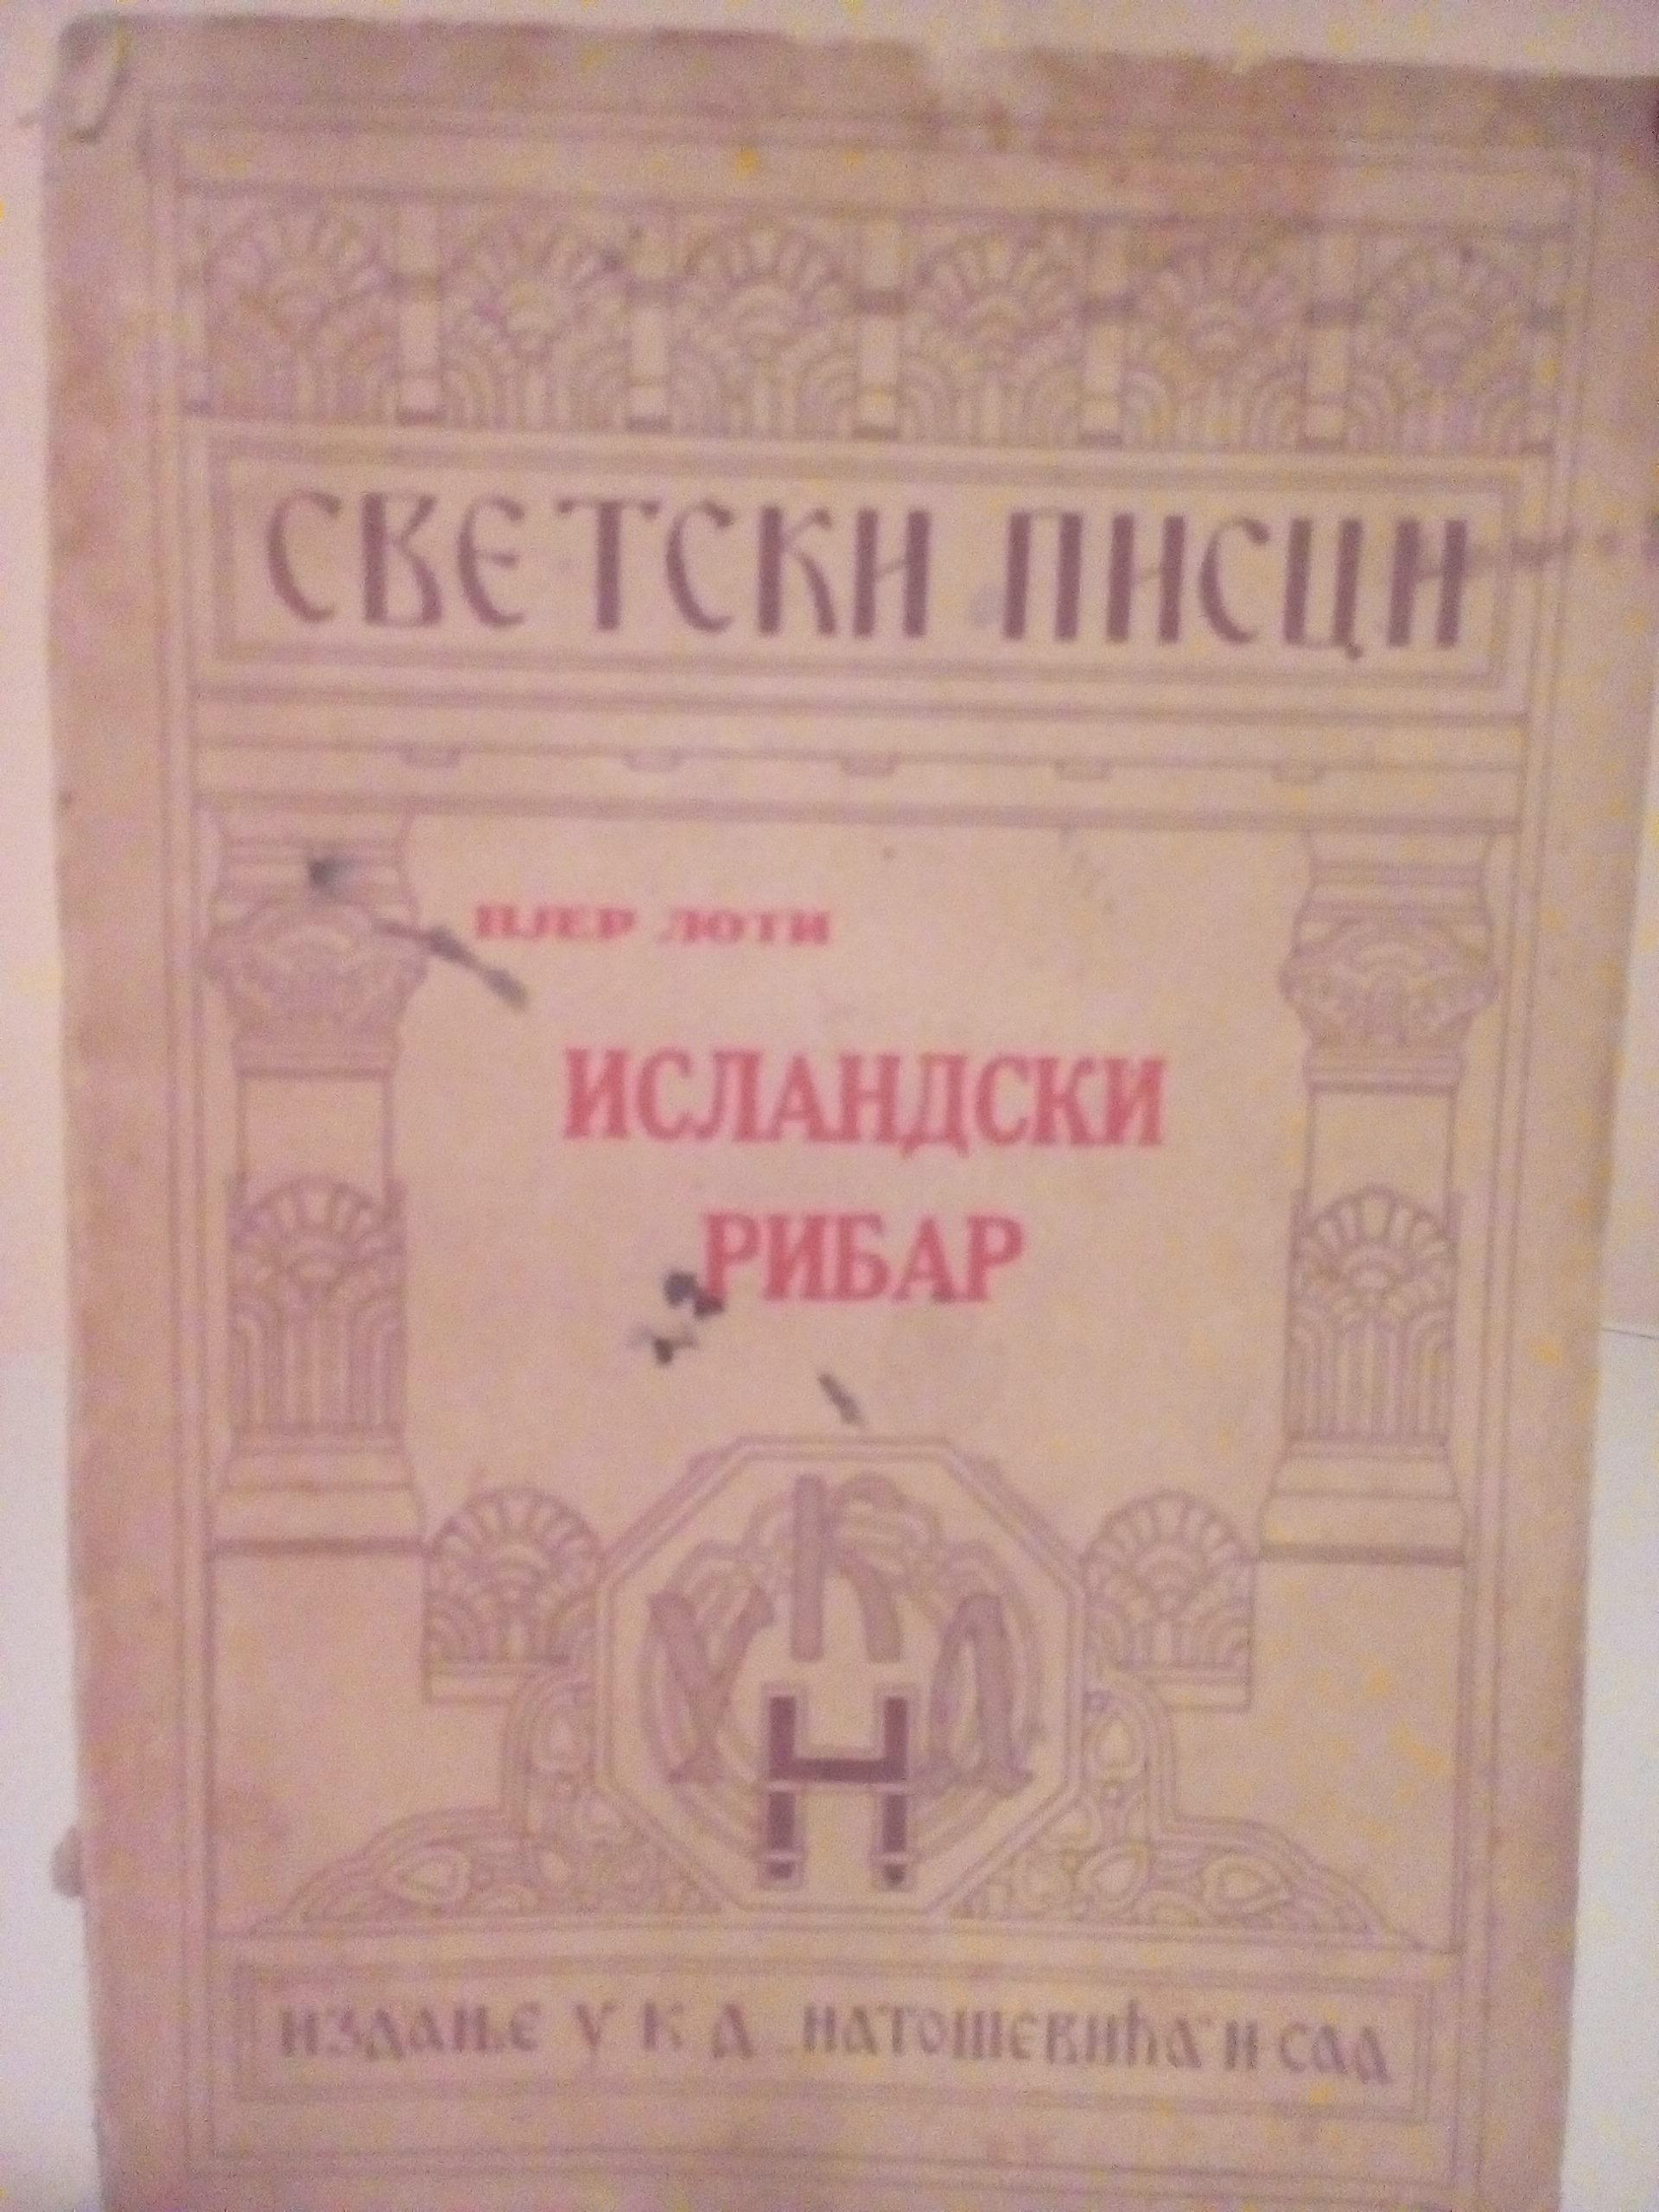 СВЕТСКИ ПИСЦИ
ПЈЕР ЛОТИ
ИСЛАНДСКИ
РИБАР
У К Д
Н
ИЗДАЊЕ У К Д „НАТОШЕВИЋА“ Н САД